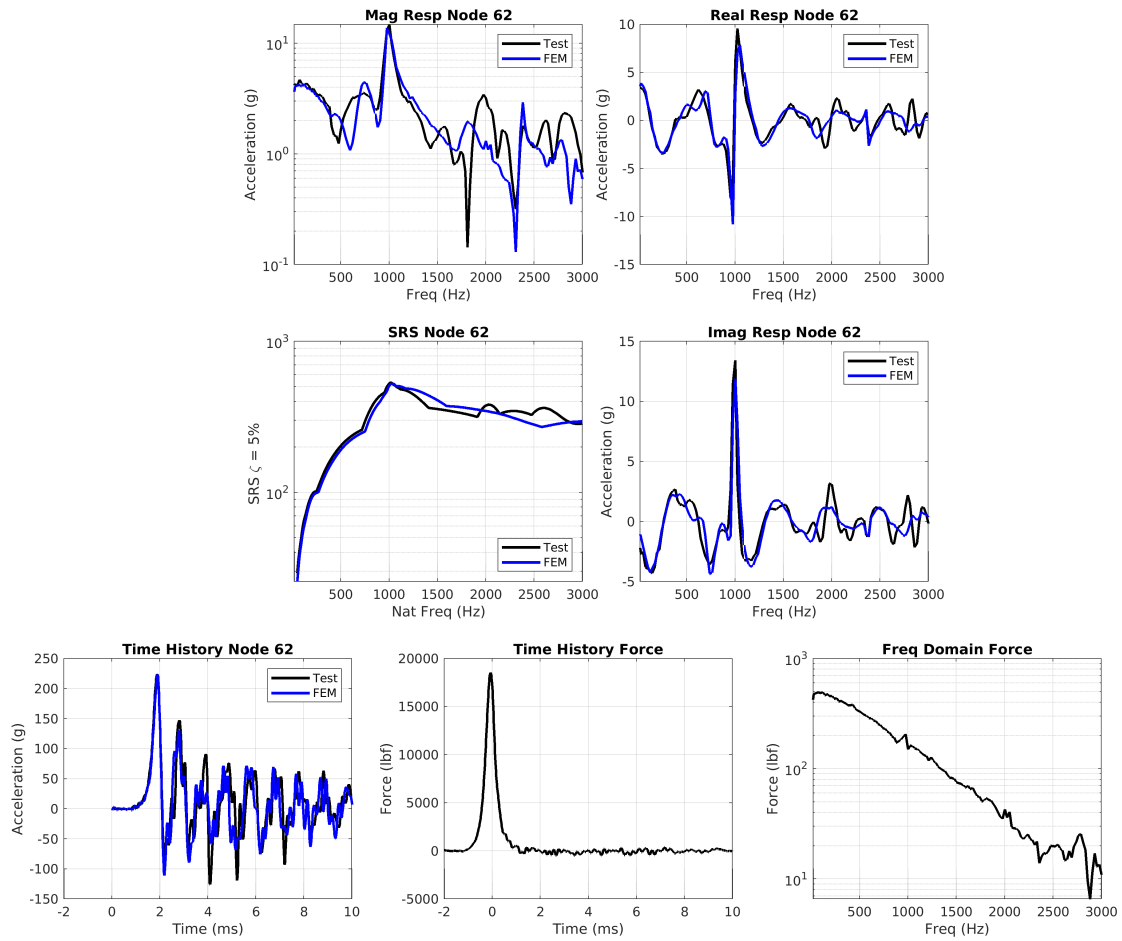 Mag Resp Node 62
Acceleration (g)
10^1
10^0
10^-1
Test
FEM
500 1000 1500 2000 2500 3000
Freq (Hz)
Real Resp Node 62
Acceleration (g)
10
5
0
-5
-10
-15
Test
FEM
500 1000 1500 2000 2500 3000
Freq (Hz)
SRS Node 62
SRS ζ = 5%
10^3
10^2
Test
FEM
500 1000 1500 2000 2500 3000
Nat Freq (Hz)
Imag Resp Node 62
Acceleration (g)
15
10
5
0
-5
Test
FEM
500 1000 1500 2000 2500 3000
Freq (Hz)
Time History Node 62
Acceleration (g)
250
200
150
100
50
0
-50
-100
-150
Test
FEM
-2 0 2 4 6 8 10
Time (ms)
Time History Force
Force (lbf)
20000
15000
10000
5000
0
-5000
-2 0 2 4 6 8 10
Time (ms)
Freq Domain Force
Force (lbf)
10^3
10^2
10^1
500 1000 1500 2000 2500 3000
Freq (Hz)